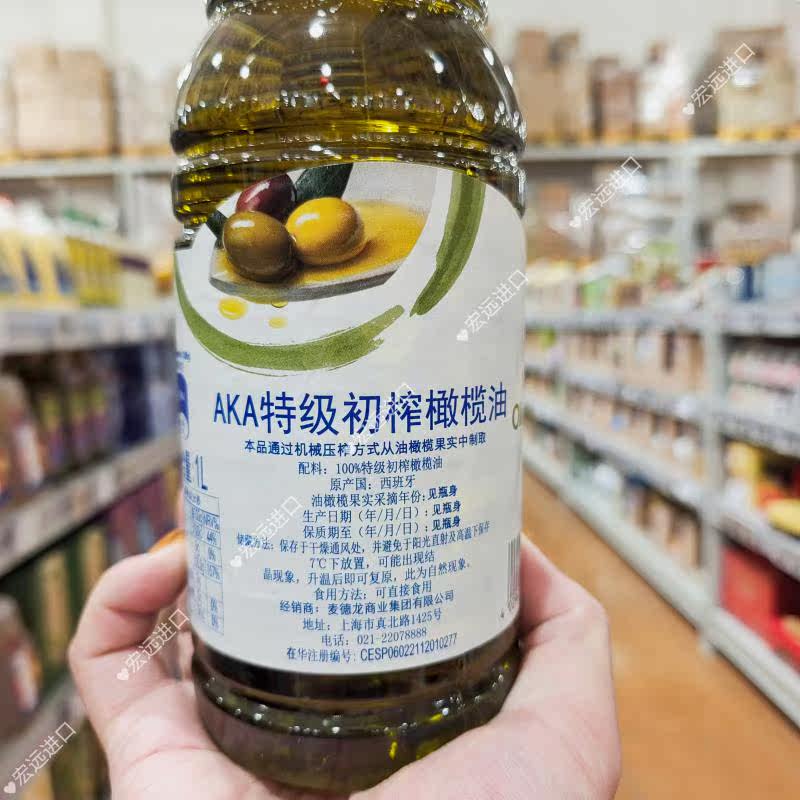 AKA特级初榨橄榄油
本品通过机械压榨方式从油橄榄果实中制取
配料：100%特级初榨橄榄油
原产国：西班牙
油橄榄果实采摘年份：见瓶身
生产日期（年/月/日）：见瓶身
保质期至（年/月/日）：见瓶身
保存于干燥通风处，并避免于阳光直射及高温下保存
7℃下放置，可能出现结
晶现象，升温后即可复原，此为自然现象。
食用方法：可直接食用
经销商：麦德龙商业集团有限公司
地址：上海市真北路1425号
电话：021-22078888
在华注册编号：CESP06022112010277
量 1L
宏远进口
宏远进口
宏远进口
宏远进口
宏远进口
宏远进口
宏远进口